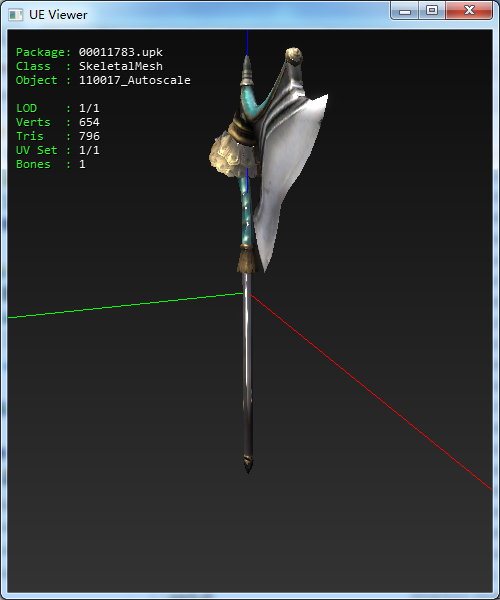 UE Viewer
Package: 00011783.upk
Class  : SkeletalMesh
Object : 110017_Autoscale
LOD    : 1/1
Verts  : 654
Tris   : 796
UV Set : 1/1
Bones  : 1